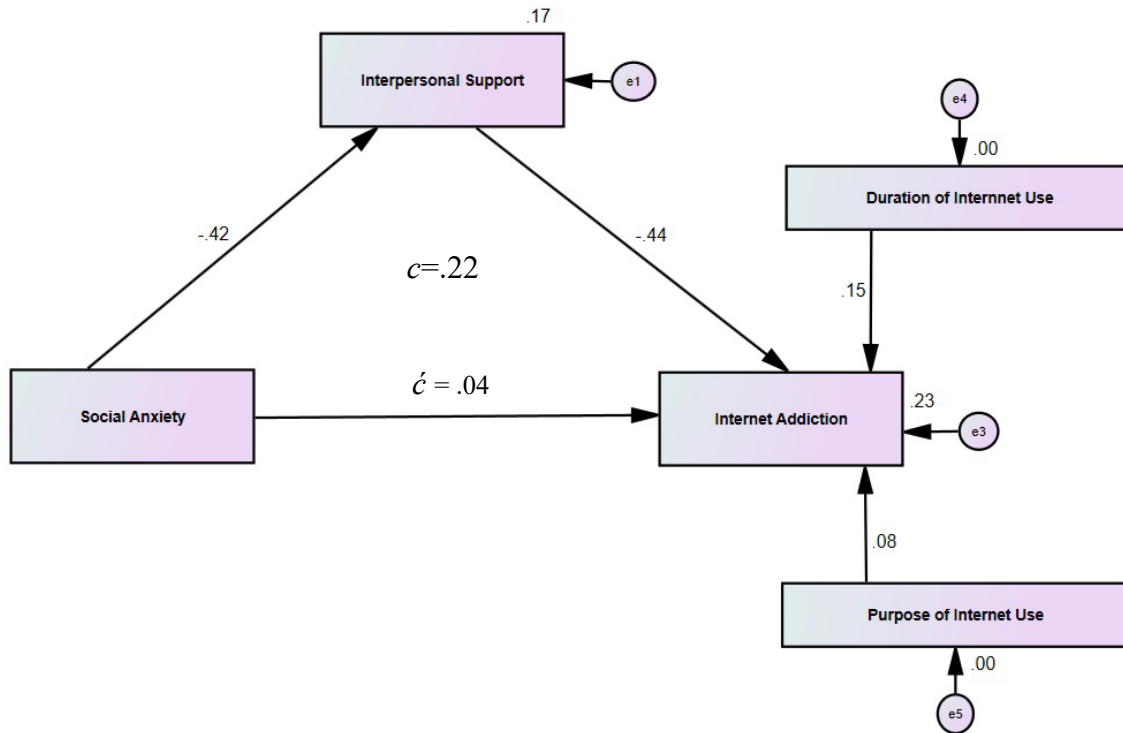 .17
Interpersonal Support
e1
e4
.00
Duration of Internnet Use
-.42
-.44
c=.22
.15
ć = .04
Social Anxiety
Internet Addiction
.23
e3
.08
Purpose of Internet Use
.00
e5